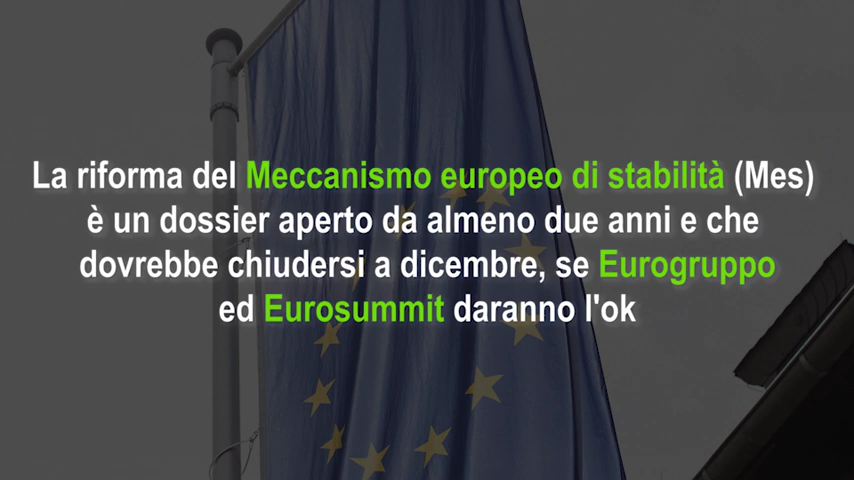 La riforma del Meccanismo europeo di stabilità (Mes)
è un dossier aperto da almeno due anni e che
dovrebbe chiudersi a dicembre, se Eurogruppo
ed Eurosummit daranno l'ok